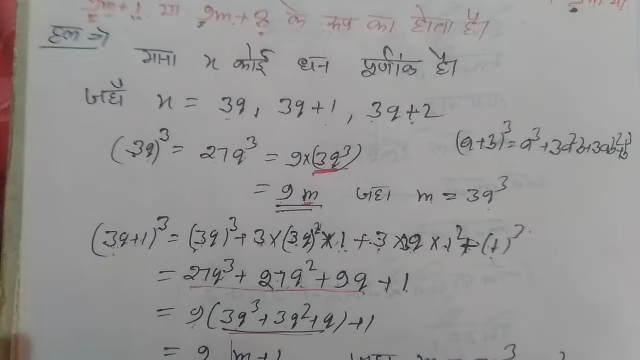 9m+1 या 9m+8 के रूप का होता है।
हल ⇒ माना x कोई धन पूर्णांक है।
जहाँ x = 3q, 3q+1, 3q+2
(3q)³ = 27q³ = 9×(3q³) (a+b)³=a³+3a²b+3ab²+b³
= 9m जहा m = 3q³
(3q+1)³ = (3q)³+3×(3q)²×1+3×3q×1²+(1)³
= 27q³+27q²+9q+1
= 9(3q³+3q²+q)+1
= 9m+1